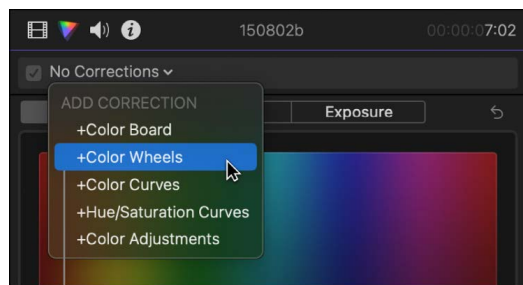 150802b 00:00:07:02
No Corrections
ADD CORRECTION
+Color Board
Exposure
+Color Wheels
+Color Curves
+Hue/Saturation Curves
+Color Adjustments